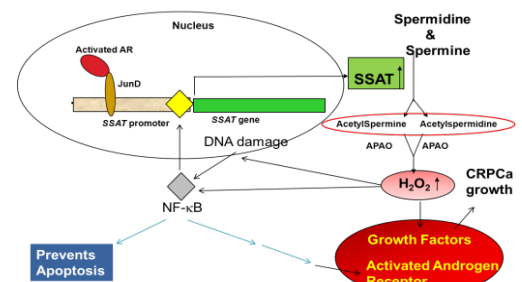 Nucleus
Spermidine
&
Spermine
Activated AR
JunD
SSAT
SSAT promoter
SSAT gene
AcetylSpermine Acetylspermidine
DNA damage
APAO APAO
H₂O₂
CRPCa
growth
NF-κB
Prevents
Apoptosis
Growth Factors
Activated Androgen
Receptor